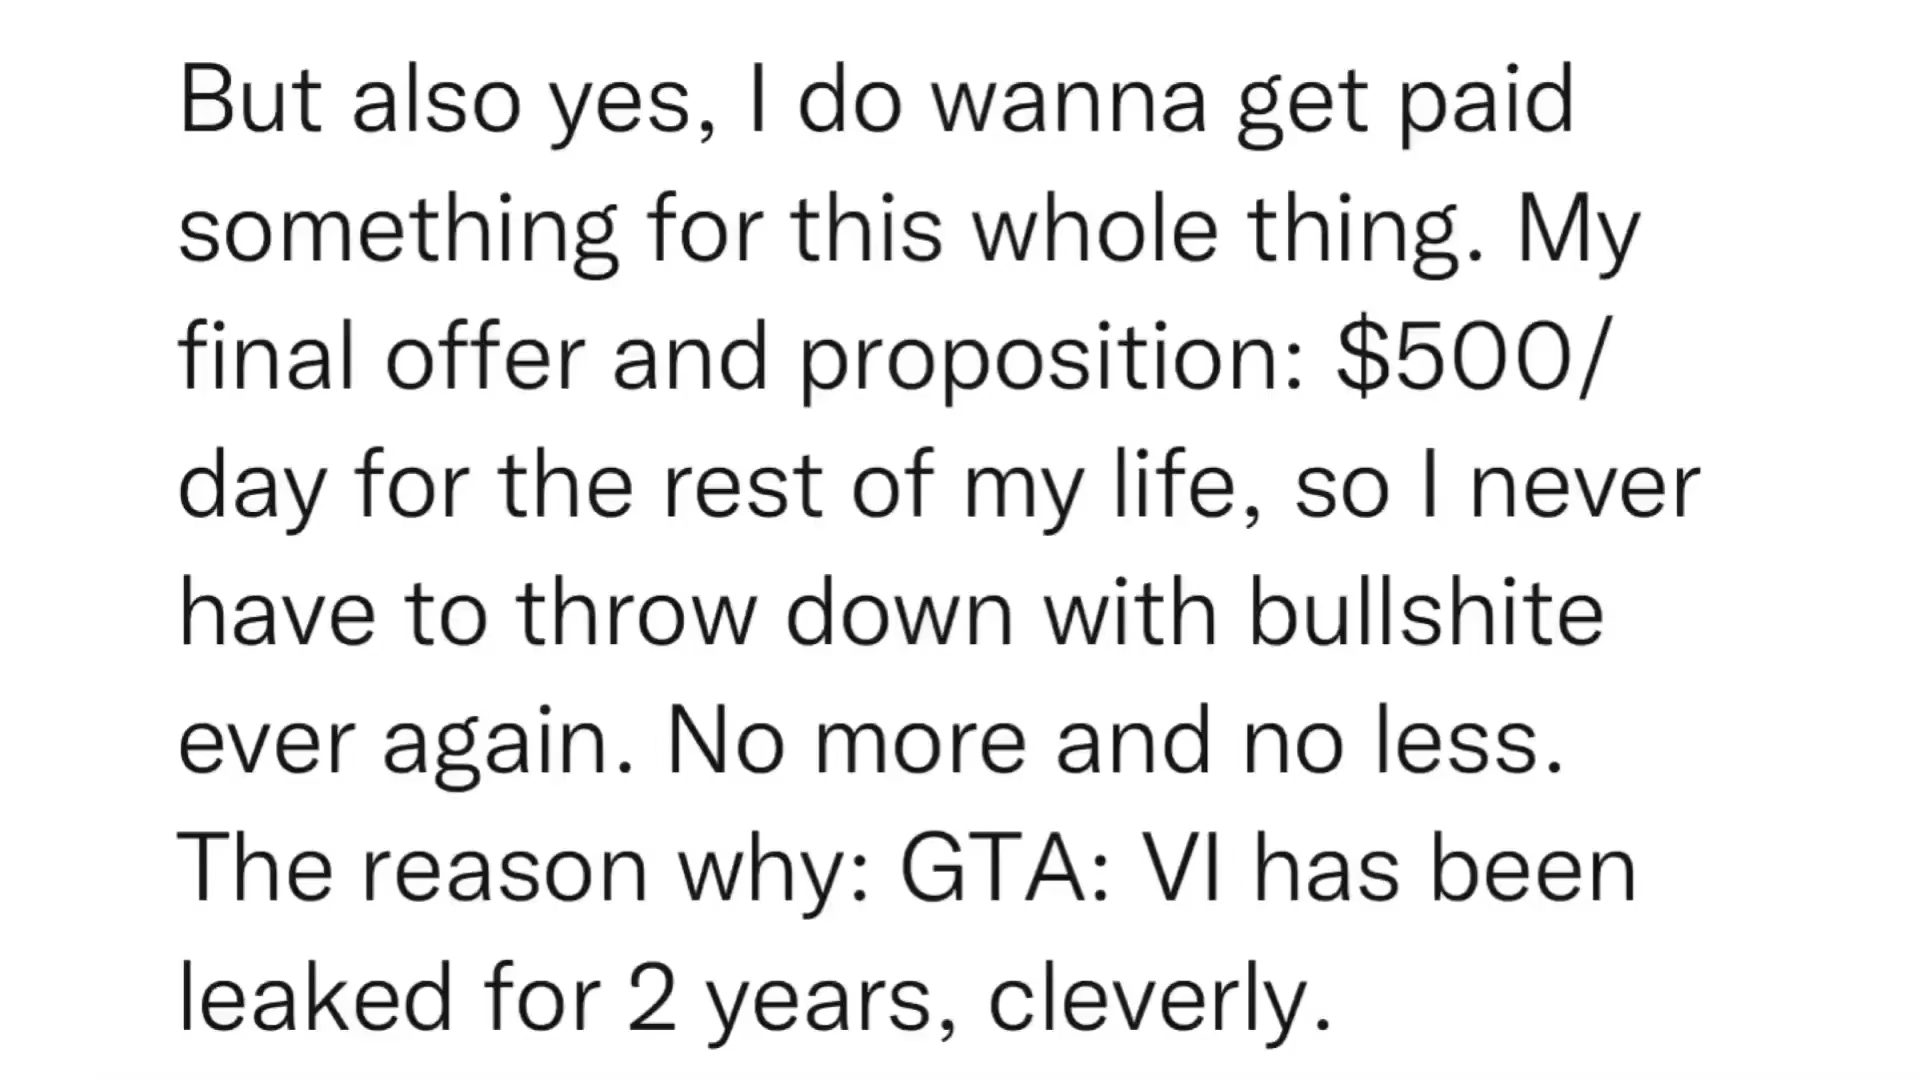 But also yes, I do wanna get paid
something for this whole thing. My
final offer and proposition: $500/
day for the rest of my life, so I never
have to throw down with bullshite
ever again. No more and no less.
The reason why: GTA: VI has been
leaked for 2 years, cleverly.